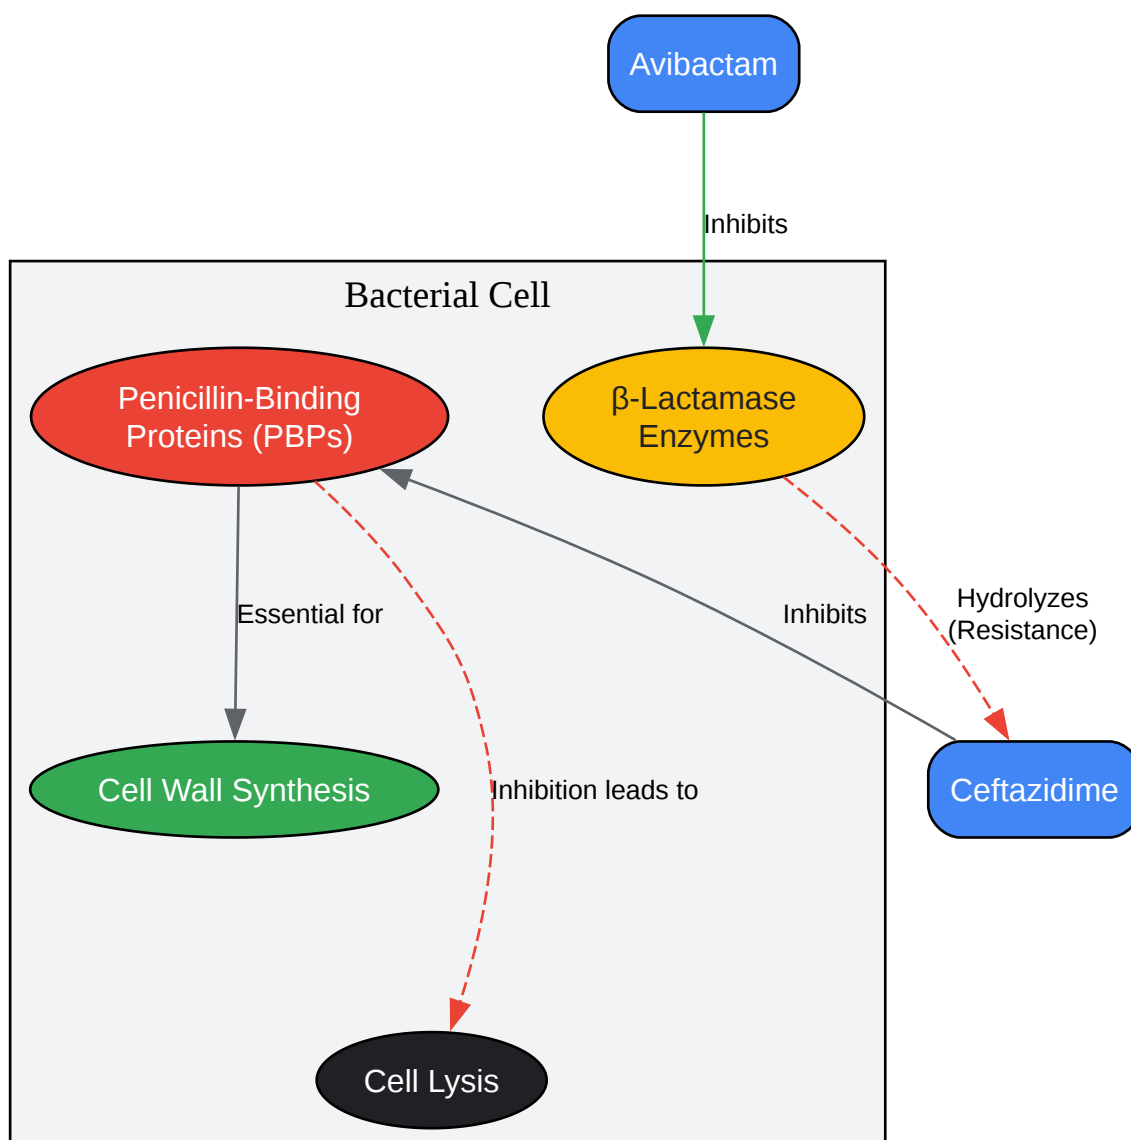 Avibactam
Inhibits
Bacterial Cell
Penicillin-Binding
Proteins (PBPs)
β-Lactamase
Enzymes
Essential for
Inhibits
Hydrolyzes
(Resistance)
Cell Wall Synthesis
Inhibition leads to
Ceftazidime
Cell Lysis